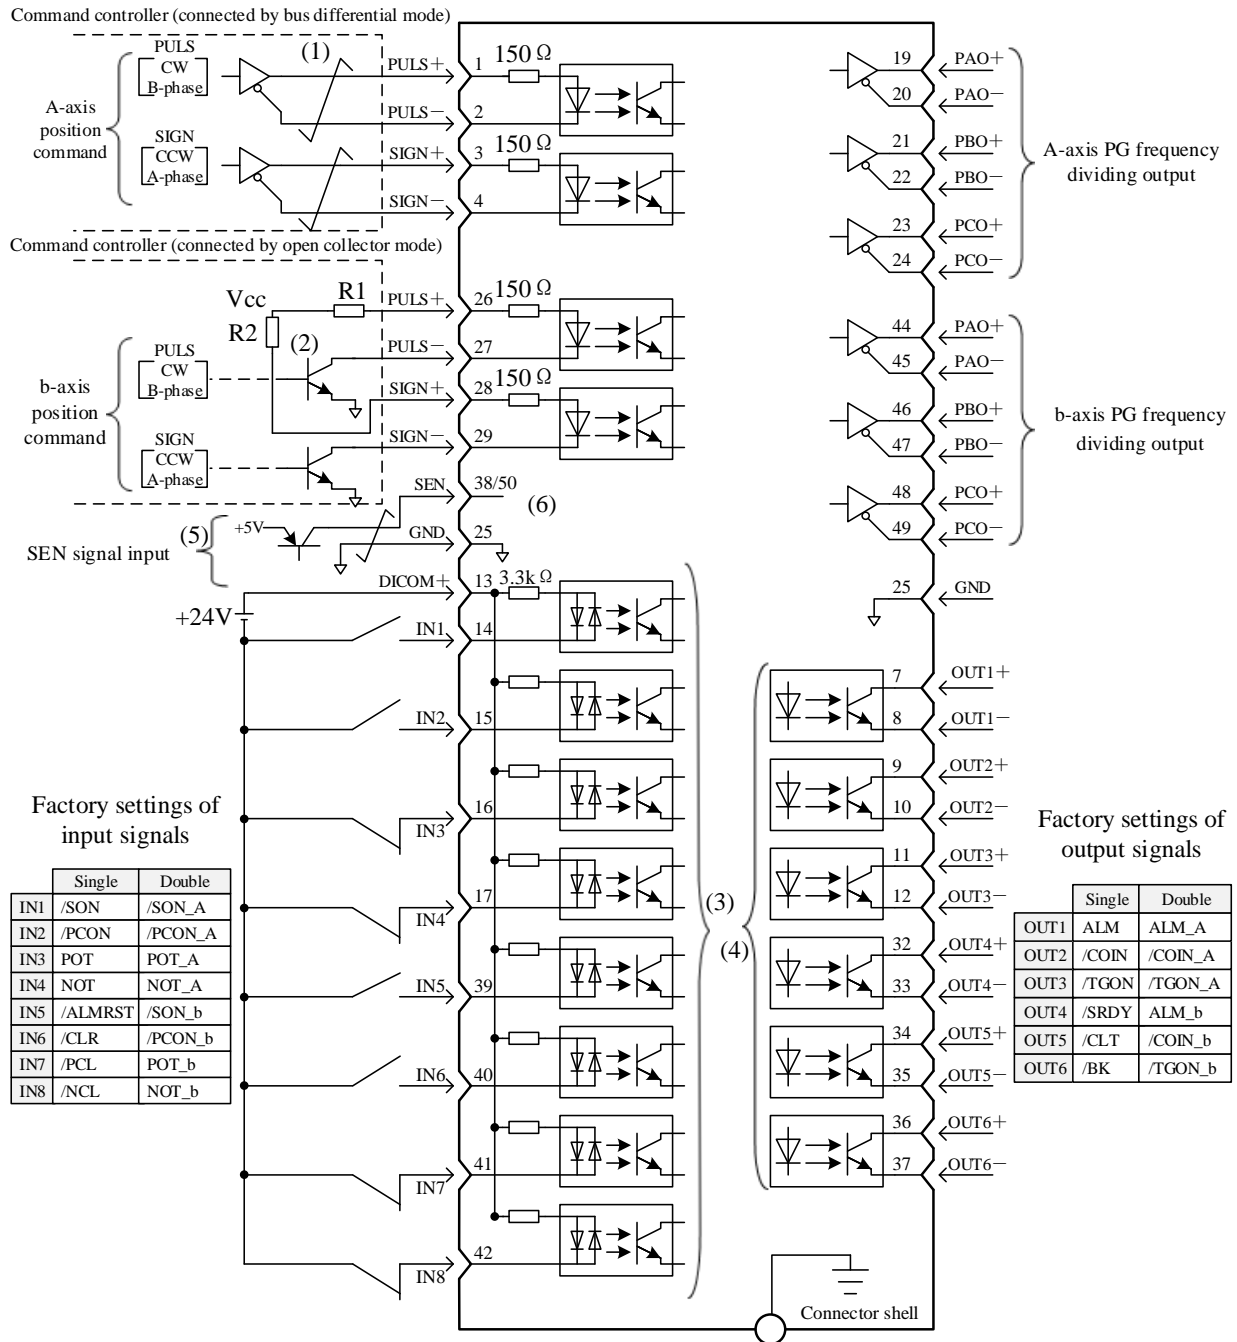 Command controller (connected by bus differential mode)
PULS
CW
B-phase
(1)
A-axis
position
command
SIGN
CCW
A-phase
PULS+
1
150 Ω
PULS−
2
SIGN+
3
150 Ω
SIGN−
4
Command controller (connected by open collector mode)
Vcc
R1
R2
(2)
PULS
CW
B-phase
b-axis
position
command
SIGN
CCW
A-phase
PULS+
26
150 Ω
PULS−
27
SIGN+
28
150 Ω
SIGN−
29
SEN
38/50
(6)
(5)
+5V
SEN signal input
GND
25
DICOM+
13
3.3k Ω
+24V
IN1
14
IN2
15
IN3
16
IN4
17
IN5
39
IN6
40
IN7
41
IN8
42
(3)
(4)
Factory settings of
input signals
Single Double
IN1 /SON /SON_A
IN2 /PCON /PCON_A
IN3 POT POT_A
IN4 NOT NOT_A
IN5 /ALMRST /SON_b
IN6 /CLR /PCON_b
IN7 /PCL POT_b
IN8 /NCL NOT_b
19
PAO+
20
PAO−
21
PBO+
22
PBO−
23
PCO+
24
PCO−
A-axis PG frequency
dividing output
44
PAO+
45
PAO−
46
PBO+
47
PBO−
48
PCO+
49
PCO−
b-axis PG frequency
dividing output
25
GND
7
OUT1+
8
OUT1−
9
OUT2+
10
OUT2−
11
OUT3+
12
OUT3−
32
OUT4+
33
OUT4−
34
OUT5+
35
OUT5−
36
OUT6+
37
OUT6−
Factory settings of
output signals
Single Double
OUT1 ALM ALM_A
OUT2 /COIN /COIN_A
OUT3 /TGON /TGON_A
OUT4 /SRDY ALM_b
OUT5 /CLT /COIN_b
OUT6 /BK /TGON_b
Connector shell